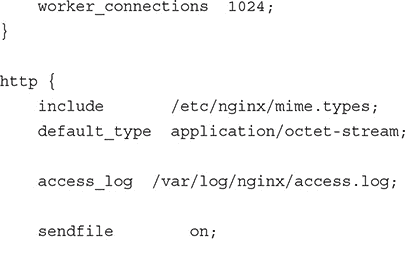 worker_connections  1024;
}
http {
    include       /etc/nginx/mime.types;
    default_type  application/octet-stream;
    access_log  /var/log/nginx/access.log;
    sendfile        on;